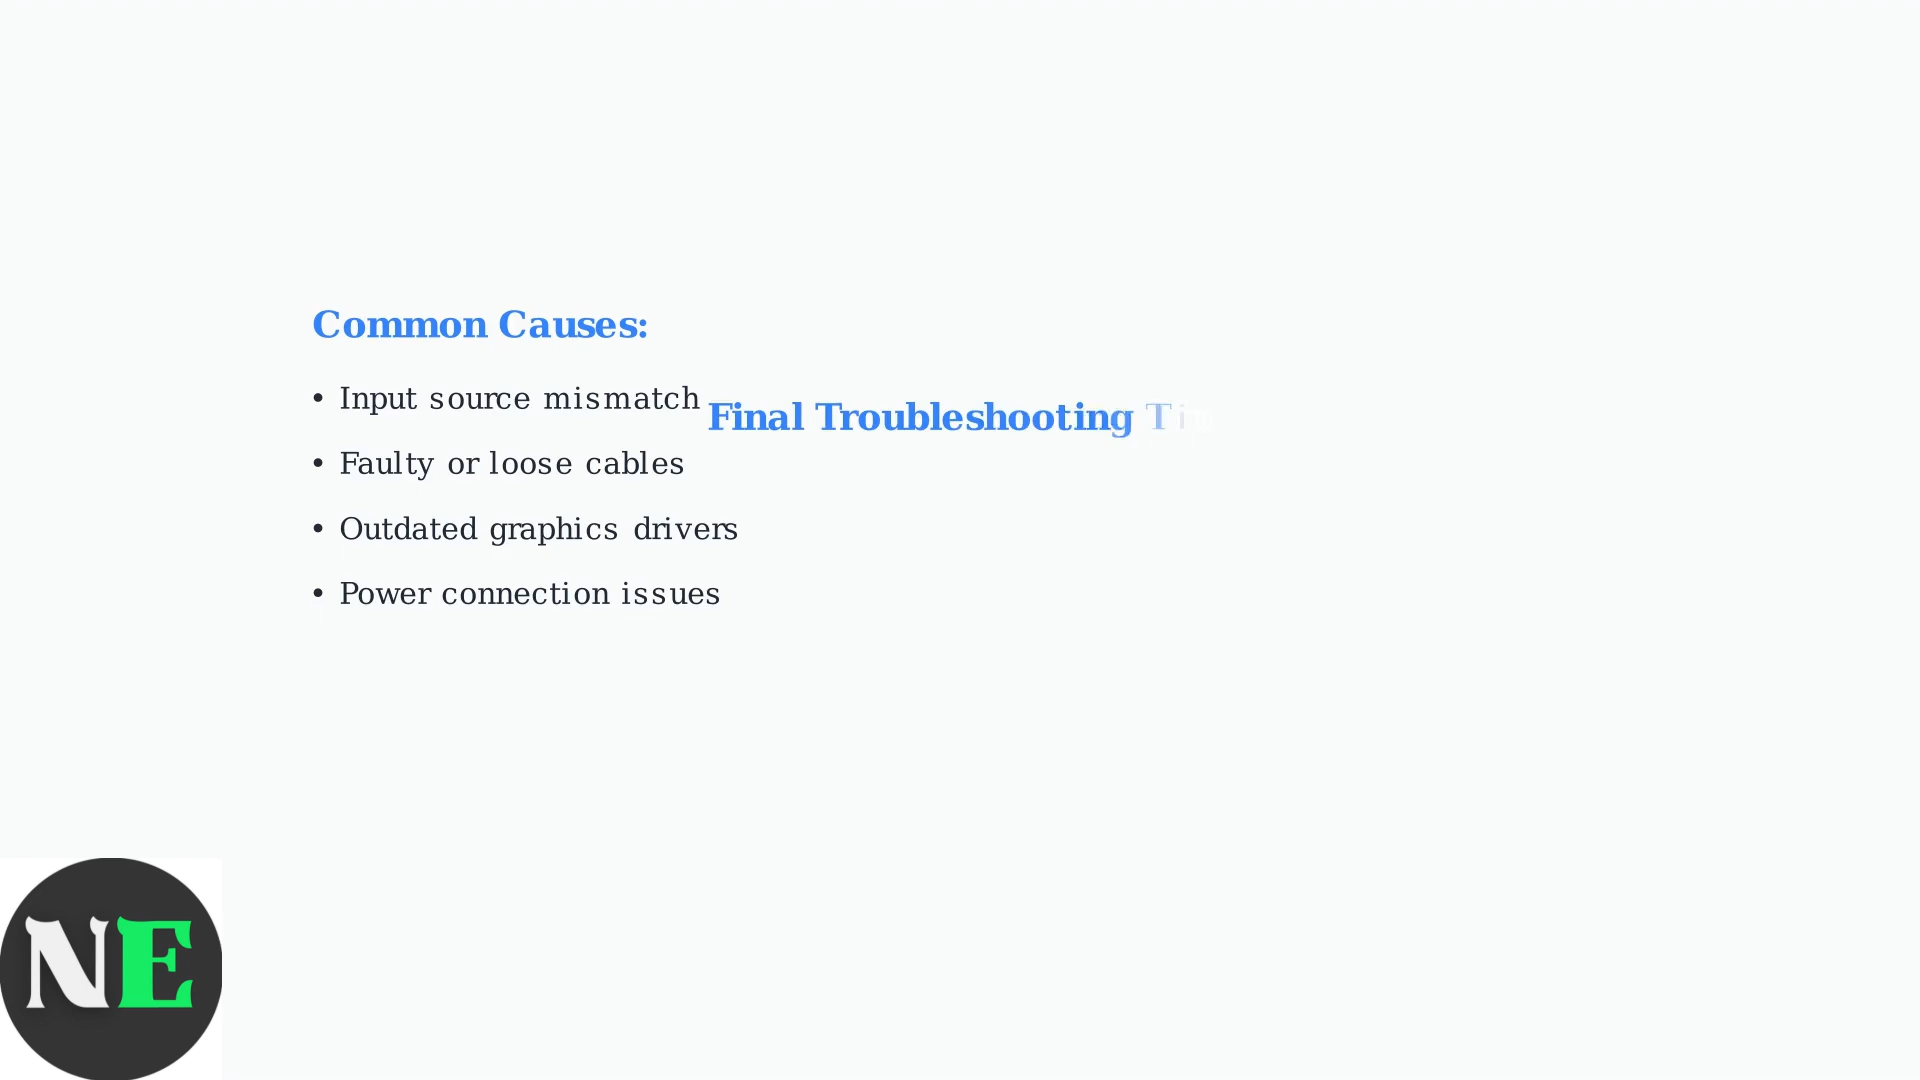 Common Causes:
• Input source mismatch
Final Troubleshooting
• Faulty or loose cables
• Outdated graphics drivers
• Power connection issues
NE